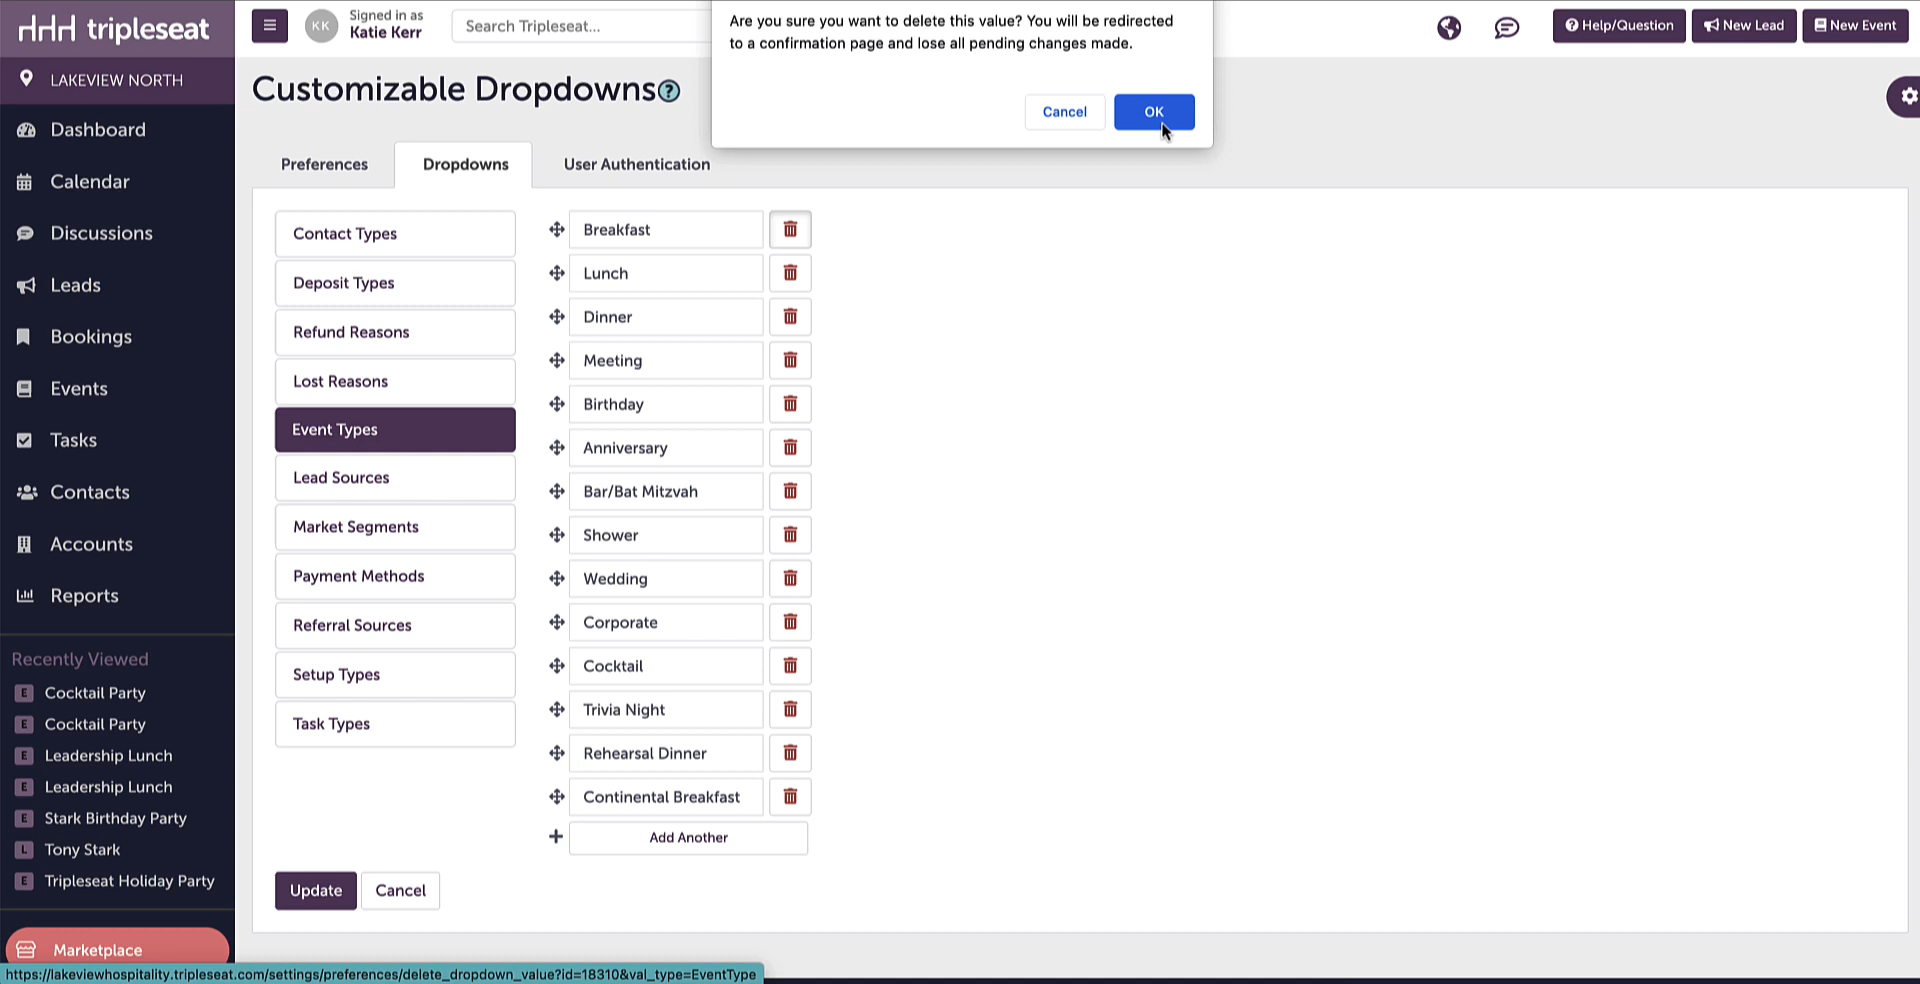 tripleseat
KK
Signed in as
Katie Kerr
Search Tripleseat...
Are you sure you want to delete this value? You will be redirected
to a confirmation page and lose all pending changes made.
Cancel
OK
Help/Question
New Lead
New Event
LAKEVIEW NORTH
Dashboard
Calendar
Discussions
Leads
Bookings
Events
Tasks
Contacts
Accounts
Reports
Recently Viewed
E Cocktail Party
E Cocktail Party
E Leadership Lunch
E Leadership Lunch
E Stark Birthday Party
L Tony Stark
E Tripleseat Holiday Party
Marketplace
Customizable Dropdowns?
Preferences
Dropdowns
User Authentication
Contact Types
Deposit Types
Refund Reasons
Lost Reasons
Event Types
Lead Sources
Market Segments
Payment Methods
Referral Sources
Setup Types
Task Types
Breakfast
Lunch
Dinner
Meeting
Birthday
Anniversary
Bar/Bat Mitzvah
Shower
Wedding
Corporate
Cocktail
Trivia Night
Rehearsal Dinner
Continental Breakfast
Add Another
Update
Cancel
https://lakeviewhospitality.tripleseat.com/settings/preferences/delete_dropdown_value?id=18310&val_type=EventType